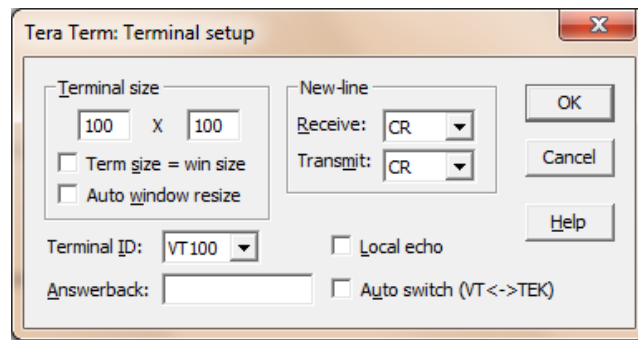 Tera Term: Terminal setup
Terminal size
100 X 100
Term size = win size
Auto window resize
New-line
Receive: CR
Transmit: CR
OK
Cancel
Help
Terminal ID: VT100
Local echo
Answerback:
Auto switch (VT<->TEK)